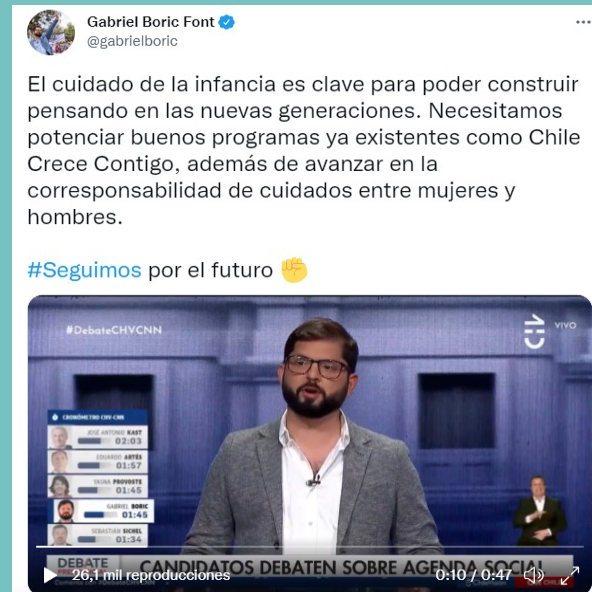 Gabriel Boric Font
@gabrielboric
El cuidado de la infancia es clave para poder construir
pensando en las nuevas generaciones. Necesitamos
potenciar buenos programas ya existentes como Chile
Crece Contigo, además de avanzar en la
corresponsabilidad de cuidados entre mujeres y
hombres.
#Seguimos por el futuro
#DebateCHVCNN
VIVO
CRONÓMETRO CHV-CNN
JOSÉ ANTONIO KAST
02:03
EDUARDO ARTÉS
01:57
YASNA PROVOSTE
01:45
GABRIEL BORIC
01:45
SEBASTIÁN SICHEL
01:34
DEBATE
CANDIDATOS DEBATEN SOBRE AGENDA SOCIAL
26,1 mil reproducciones
0:10 / 0:47